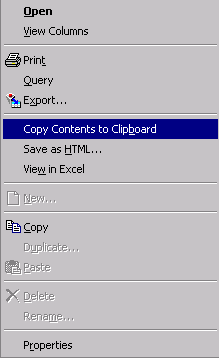 Open
View Columns
Print
Query
Export...
Copy Contents to Clipboard
Save as HTML...
View in Excel
New...
Copy
Duplicate...
Paste
Delete
Rename...
Properties